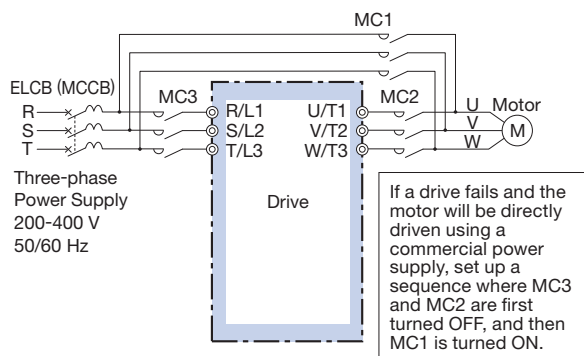 MC1
ELCB (MCCB)
MC3
MC2
R
R/L1
U/T1
U
Motor
S
S/L2
V/T2
V
M
T
T/L3
W/T3
W
Three-phase
Power Supply
200-400 V
50/60 Hz
Drive
If a drive fails and the
motor will be directly
driven using a
commercial power
supply, set up a
sequence where MC3
and MC2 are first
turned OFF, and then
MC1 is turned ON.